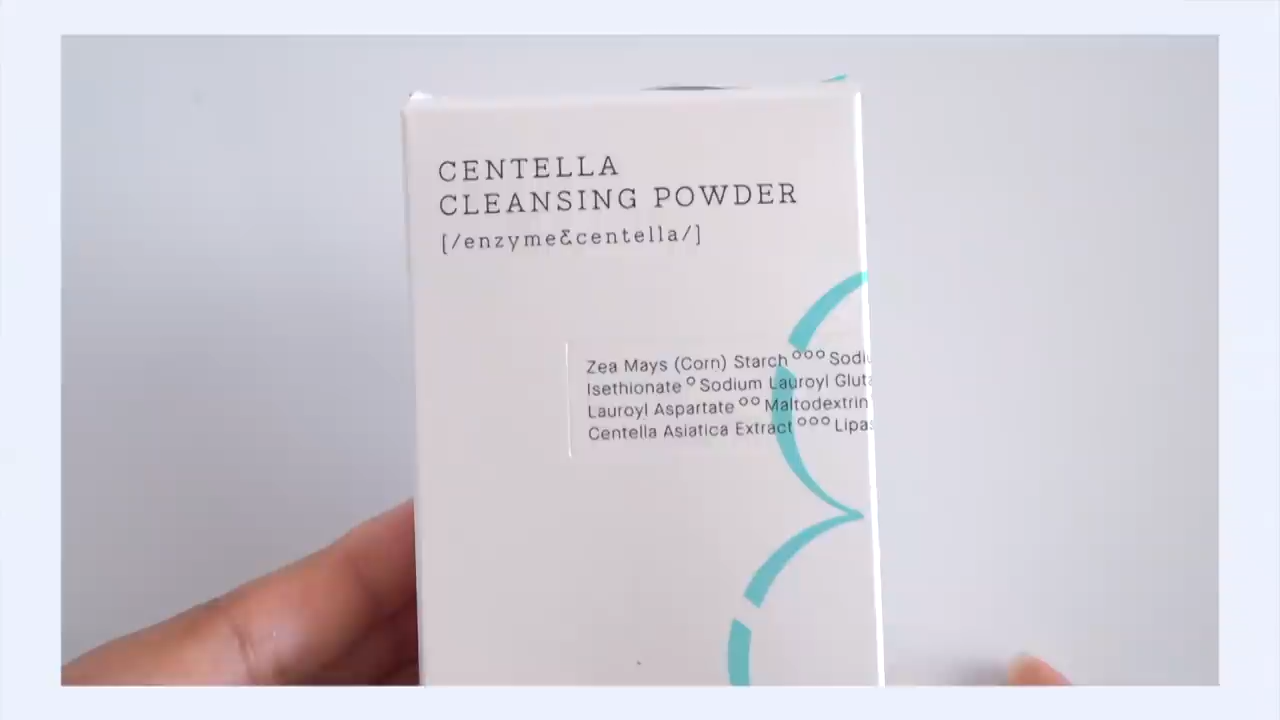 CENTELLA
CLEANSING POWDER
[/enzyme&centella/]
Zea Mays (Corn) Starch°°°
Isethionate ° Sodium Lauroyl
Lauroyl Aspartate °° Maltodextrin
Centella Asiatica Extract °°°